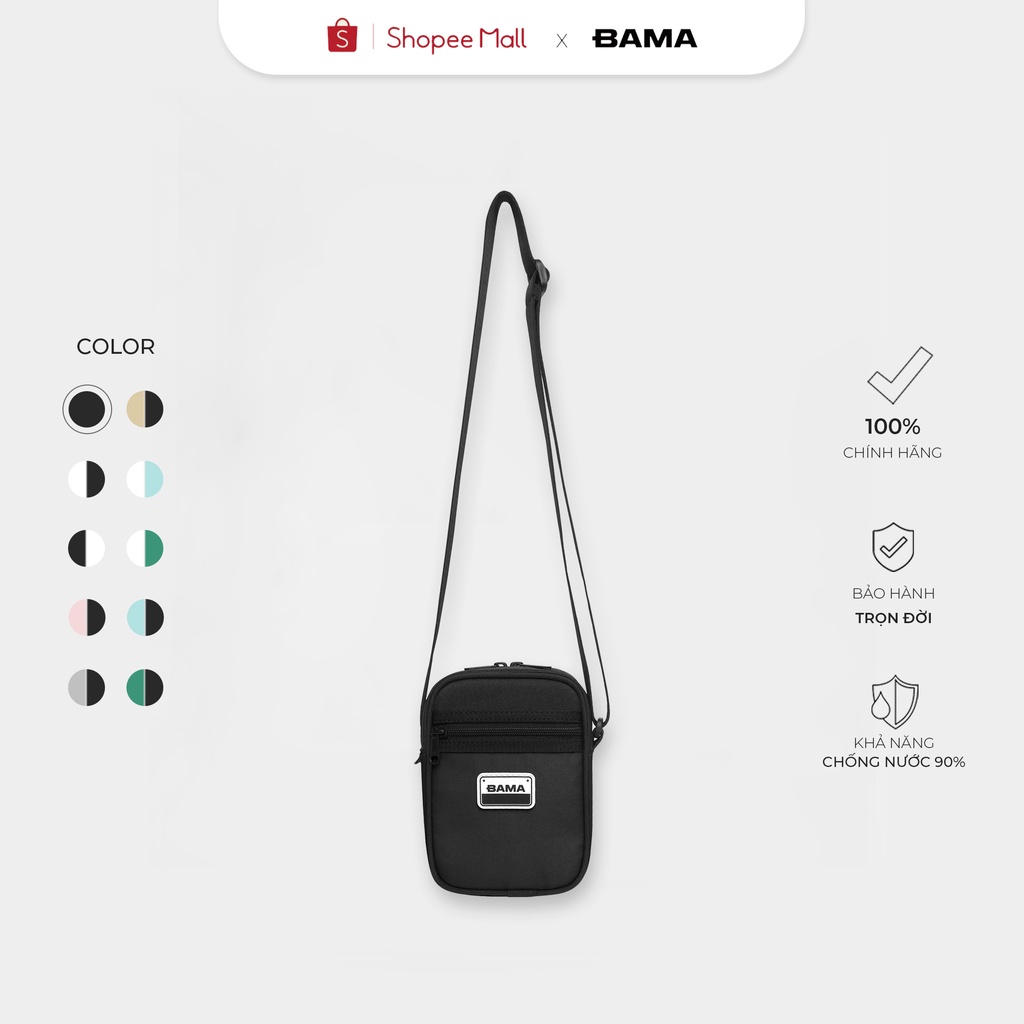 S Shopee Mall x BAMA
COLOR
100%
CHÍNH HÃNG
BẢO HÀNH
TRỌN ĐỜI
KHẢ NĂNG
CHỐNG NƯỚC 90%
BAMA